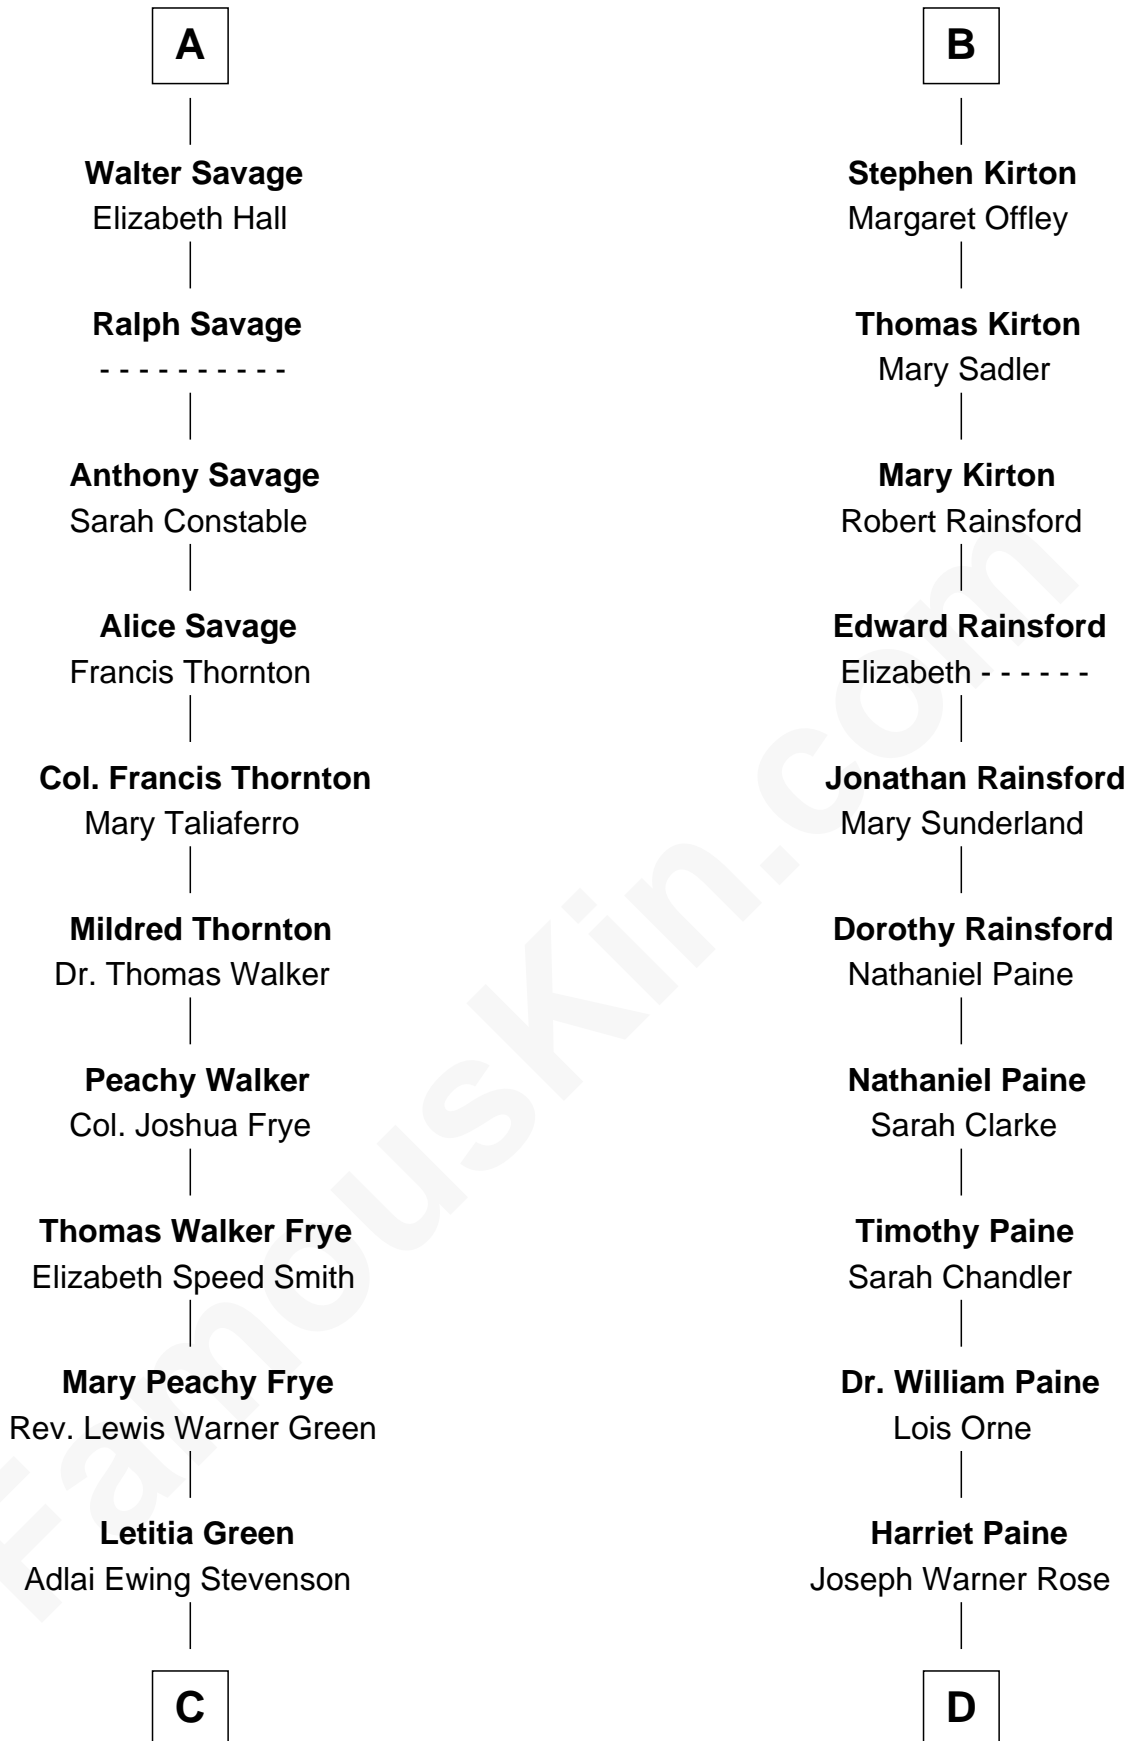 A
Walter Savage
Elizabeth Hall
Ralph Savage
- - - - - - - - - -
Anthony Savage
Sarah Constable
Alice Savage
Francis Thornton
Col. Francis Thornton
Mary Taliaferro
Mildred Thornton
Dr. Thomas Walker
Peachy Walker
Col. Joshua Frye
Thomas Walker Frye
Elizabeth Speed Smith
Mary Peachy Frye
Rev. Lewis Warner Green
Letitia Green
Adlai Ewing Stevenson
C
B
Stephen Kirton
Margaret Offley
Thomas Kirton
Mary Sadler
Mary Kirton
Robert Rainsford
Edward Rainsford
Elizabeth - - - - - -
Jonathan Rainsford
Mary Sunderland
Dorothy Rainsford
Nathaniel Paine
Nathaniel Paine
Sarah Clarke
Timothy Paine
Sarah Chandler
Dr. William Paine
Lois Orne
Harriet Paine
Joseph Warner Rose
D
FamousKin.com